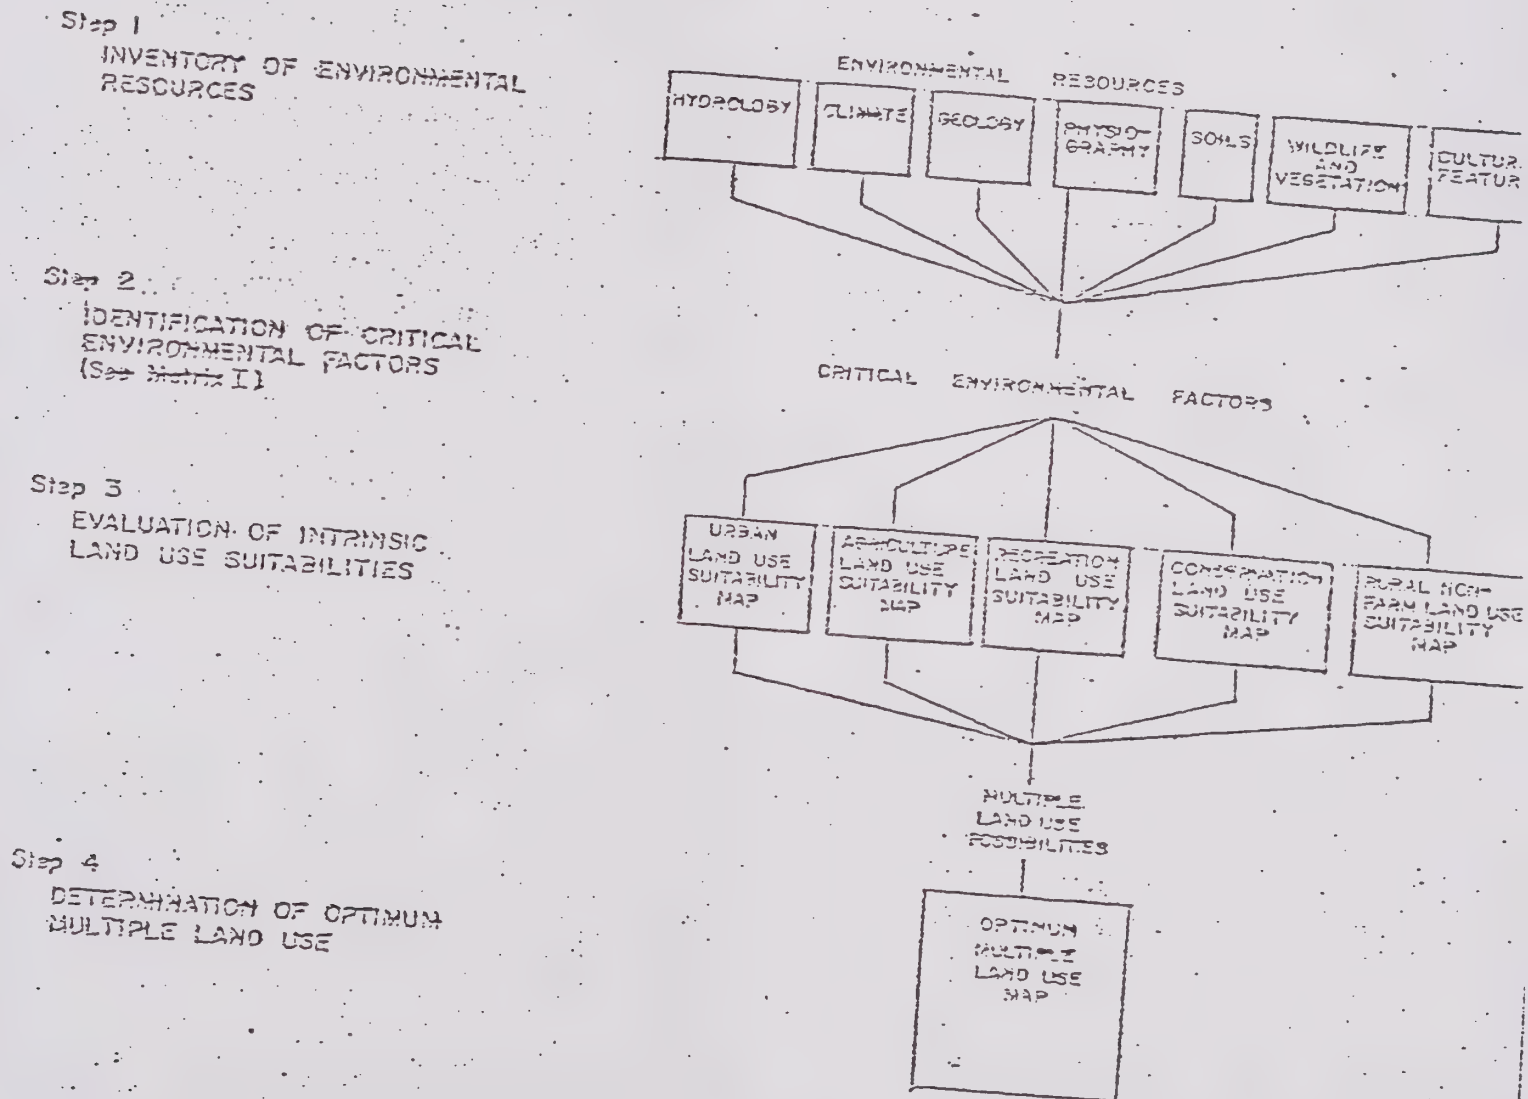 Step 1
INVENTORY OF ENVIRONMENTAL
RESOURCES
ENVIRONMENTAL RESOURCES
HYDROLOGY
CLIMATE
GEOLOGY
PHYSIO-
GRAPHY
SOILS
WILDLIFE
AND
VEGETATION
CULTUR
FEATUR
Step 2
IDENTIFICATION OF CRITICAL
ENVIRONMENTAL FACTORS
(See Matrix I)
CRITICAL ENVIRONMENTAL FACTORS
Step 3
EVALUATION OF INTRINSIC
LAND USE SUITABILITIES
URBAN
LAND USE
SUITABILITY
MAP
AGRICULTURE
LAND USE
SUITABILITY
MAP
RECREATION
LAND USE
SUITABILITY
MAP
CONSERVATION
LAND USE
SUITABILITY
MAP
RURAL NON-
FARM LAND USE
SUITABILITY
MAP
MULTIPLE
LAND USE
POSSIBILITIES
Step 4
DETERMINATION OF OPTIMUM
MULTIPLE LAND USE
OPTIMUM
MULTIPLE
LAND USE
MAP